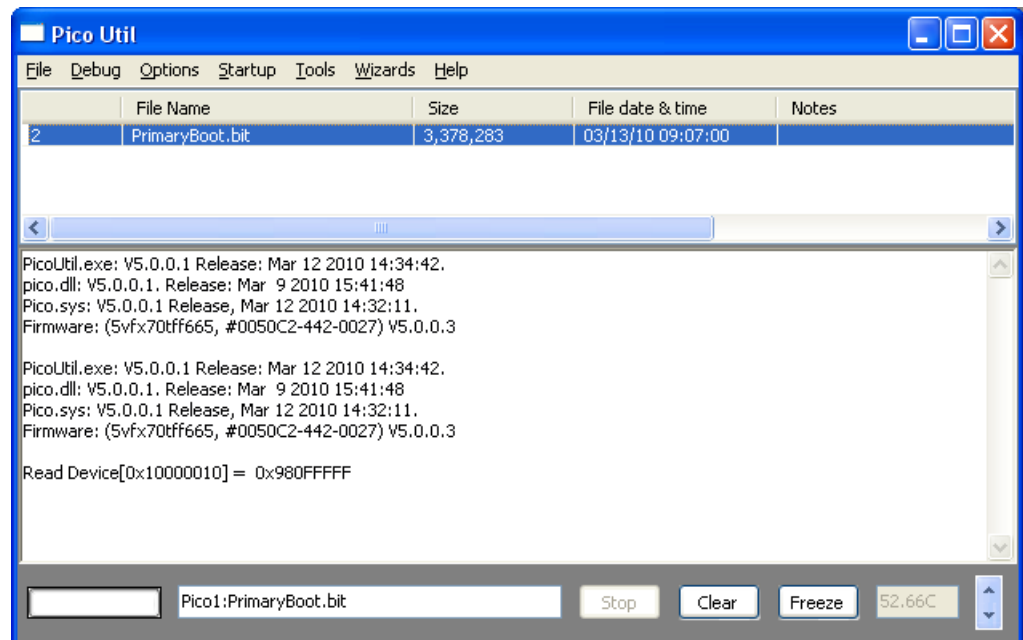 Pico Util
File Debug Options Startup Tools Wizards Help
File Name Size File date & time Notes
2 PrimaryBoot.bit 3,378,283 03/13/10 09:07:00
PicoUtil.exe: V5.0.0.1 Release: Mar 12 2010 14:34:42.
pico.dll: V5.0.0.1. Release: Mar  9 2010 15:41:48
Pico.sys: V5.0.0.1 Release, Mar 12 2010 14:32:11.
Firmware: (5vfx70tff665, #0050C2-442-0027) V5.0.0.3
PicoUtil.exe: V5.0.0.1 Release: Mar 12 2010 14:34:42.
pico.dll: V5.0.0.1. Release: Mar  9 2010 15:41:48
Pico.sys: V5.0.0.1 Release, Mar 12 2010 14:32:11.
Firmware: (5vfx70tff665, #0050C2-442-0027) V5.0.0.3
Read Device[0x10000010] =  0x980FFFFF
Pico1:PrimaryBoot.bit Stop Clear Freeze 52.66C